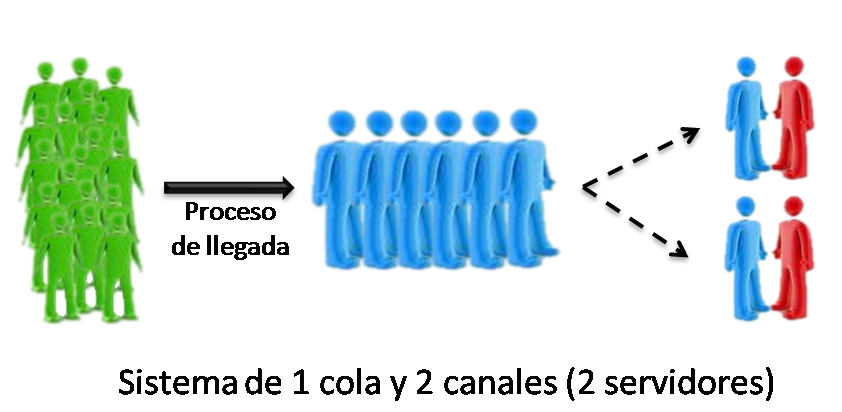 Proceso
de llegada
Sistema de 1 cola y 2 canales (2 servidores)